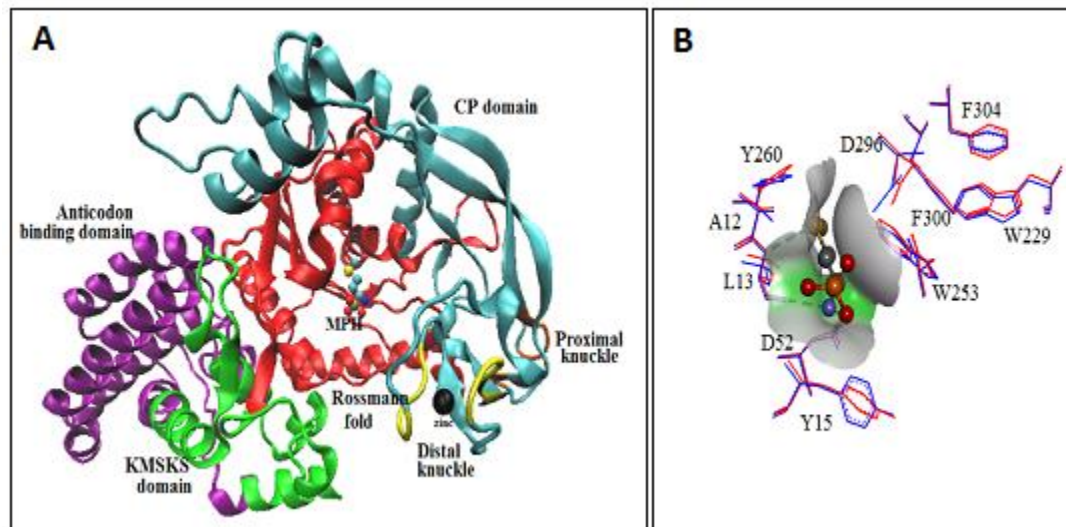 A
CP domain
Anticodon
binding domain
MPH
Proximal
knuckle
Rossmann
fold
zinc
Distal
knuckle
KMSKS
domain
B
F304
D296
Y260
A12
F300
W229
L13
W253
D52
Y15